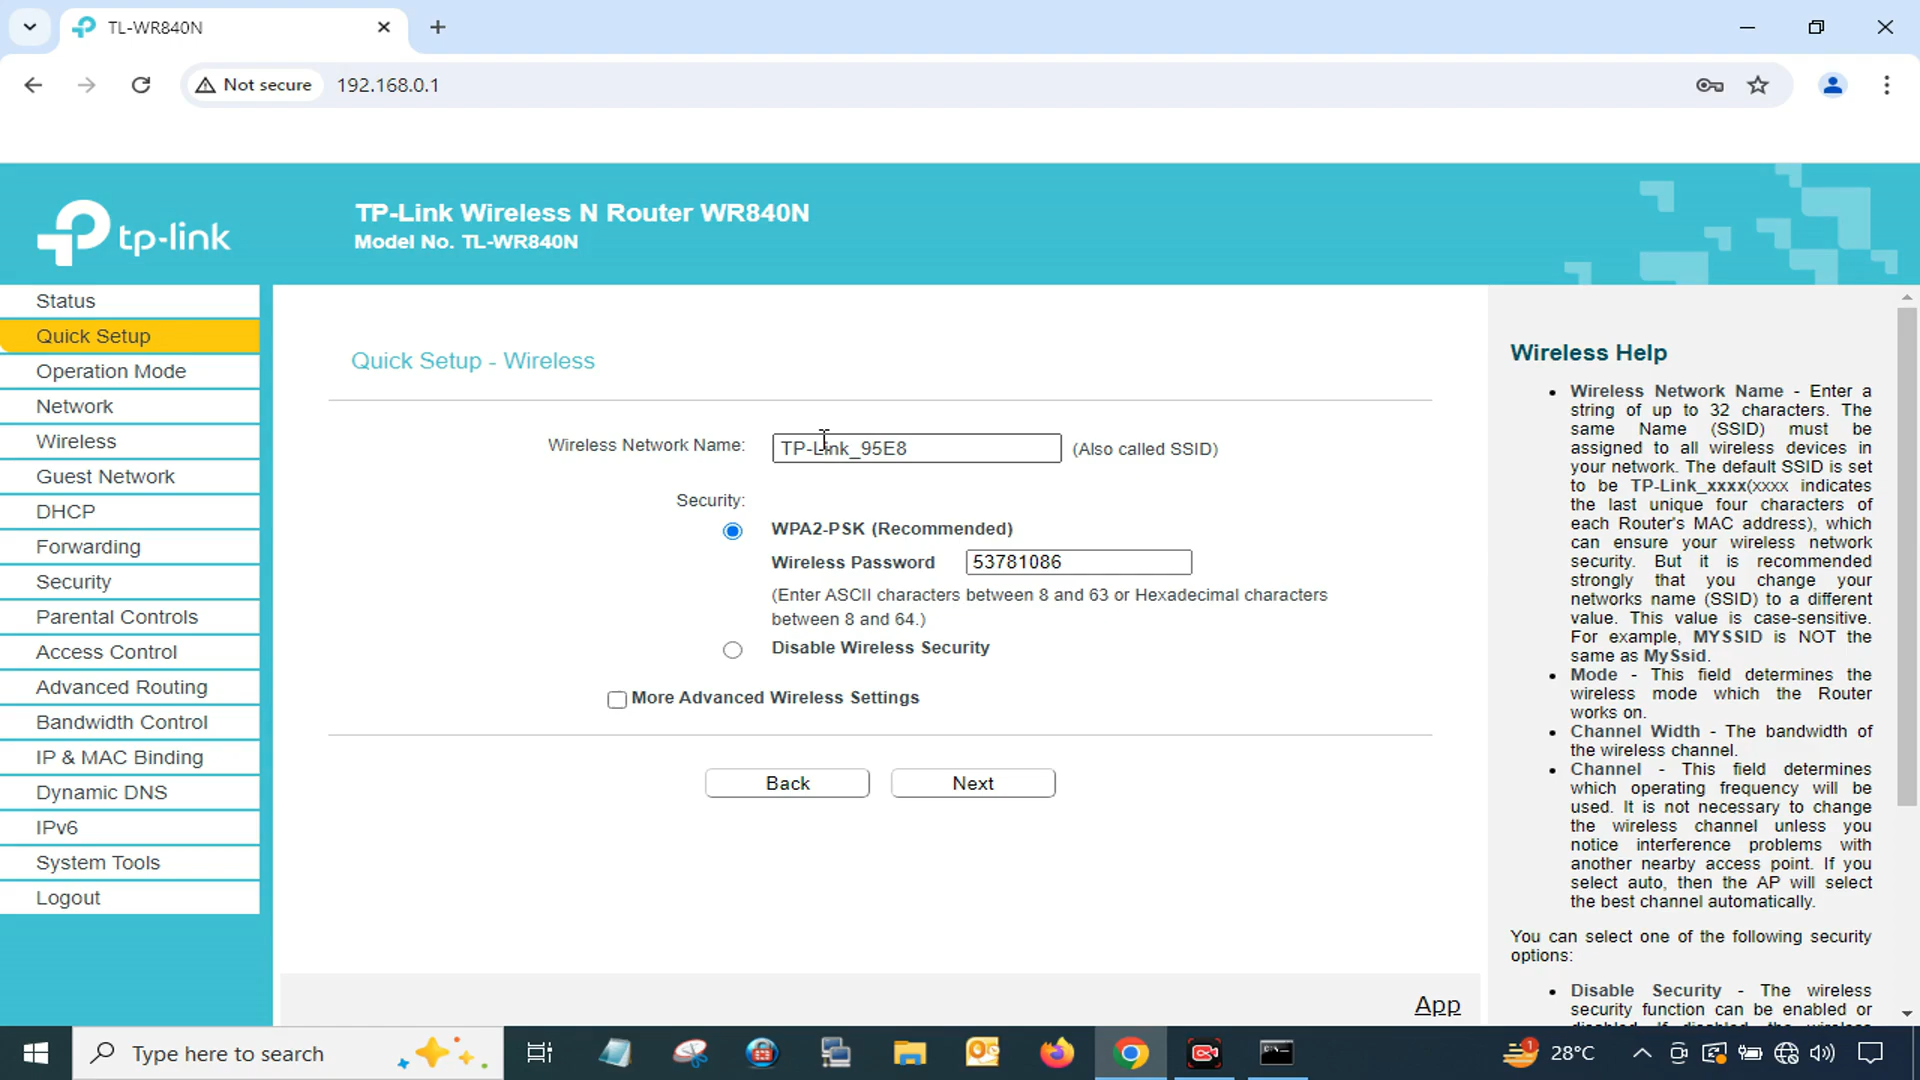 TL-WR840N
Not secure
192.168.0.1
tp-link
TP-Link Wireless N Router WR840N
Model No. TL-WR840N
Status
Quick Setup
Operation Mode
Network
Wireless
Guest Network
DHCP
Forwarding
Security
Parental Controls
Access Control
Advanced Routing
Bandwidth Control
IP & MAC Binding
Dynamic DNS
IPv6
System Tools
Logout
Quick Setup - Wireless
Wireless Network Name: TP-Link_95E8 (Also called SSID)
Security:
WPA2-PSK (Recommended)
Wireless Password 53781086
(Enter ASCII characters between 8 and 63 or Hexadecimal characters
between 8 and 64.)
Disable Wireless Security
More Advanced Wireless Settings
Back Next
App
Wireless Help
• Wireless Network Name - Enter a
string of up to 32 characters. The
same Name (SSID) must be
assigned to all wireless devices in
your network. The default SSID is set
to be TP-Link_xxxx(xxxx indicates
the last unique four characters of
each Router's MAC address), which
can ensure your wireless network
security. But it is recommended
strongly that you change your
networks name (SSID) to a different
value. This value is case-sensitive.
For example, MYSSID is NOT the
same as MySsid.
• Mode - This field determines the
wireless mode which the Router
works on.
• Channel Width - The bandwidth of
the wireless channel.
• Channel - This field determines
which operating frequency will be
used. It is not necessary to change
the wireless channel unless you
notice interference problems with
another nearby access point. If you
select auto, then the AP will select
the best channel automatically.
You can select one of the following security
options:
• Disable Security - The wireless
security function can be enabled or
Type here to search
1
28°C